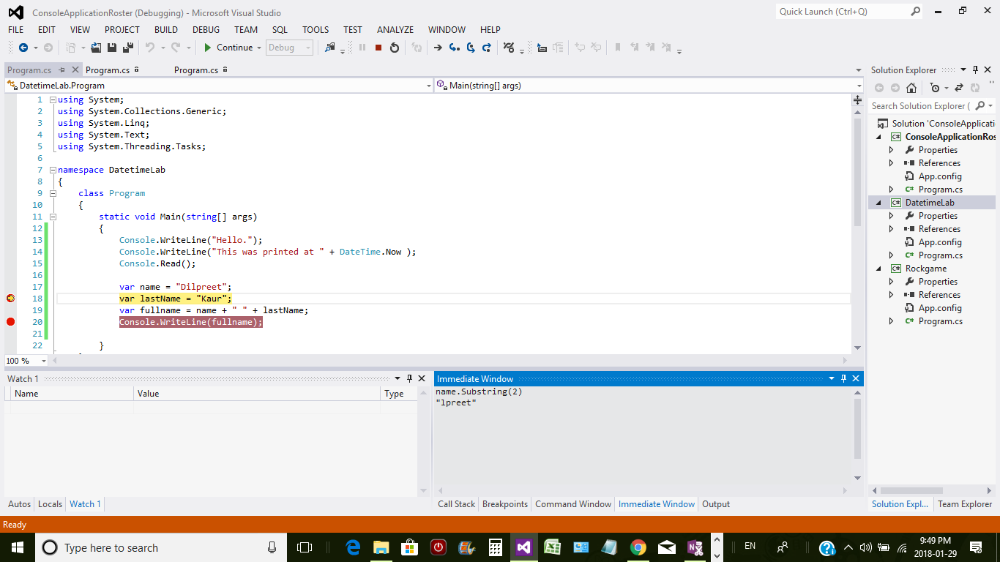 ConsoleApplicationRoster (Debugging) - Microsoft Visual Studio
Quick Launch (Ctrl+Q)
FILE EDIT VIEW PROJECT BUILD DEBUG TEAM SQL TOOLS TEST ANALYZE WINDOW HELP
Continue Debug
Program.cs Program.cs Program.cs
DatetimeLab.Program Main(string[] args)
1 using System;
2 using System.Collections.Generic;
3 using System.Linq;
4 using System.Text;
5 using System.Threading.Tasks;
6
7 namespace DatetimeLab
8 {
9 class Program
10 {
11 static void Main(string[] args)
12 {
13 Console.WriteLine("Hello.");
14 Console.WriteLine("This was printed at " + DateTime.Now );
15 Console.Read();
16
17 var name = "Dilpreet";
18 var lastName = "Kaur";
19 var fullname = name + " " + lastName;
20 Console.WriteLine(fullname);
21
22 }
100 %
Solution Explorer
Search Solution Explorer (
Solution 'ConsoleApplicati
ConsoleApplicationRos
Properties
References
App.config
Program.cs
DatetimeLab
Properties
References
App.config
Program.cs
Rockgame
Properties
References
App.config
Program.cs
Solution Expl... Team Explorer
Watch 1
Name Value Type
Autos Locals Watch 1
Immediate Window
name.Substring(2)
"lpreet"
Call Stack Breakpoints Command Window Immediate Window Output
Ready
Type here to search
EN
9:49 PM
2018-01-29